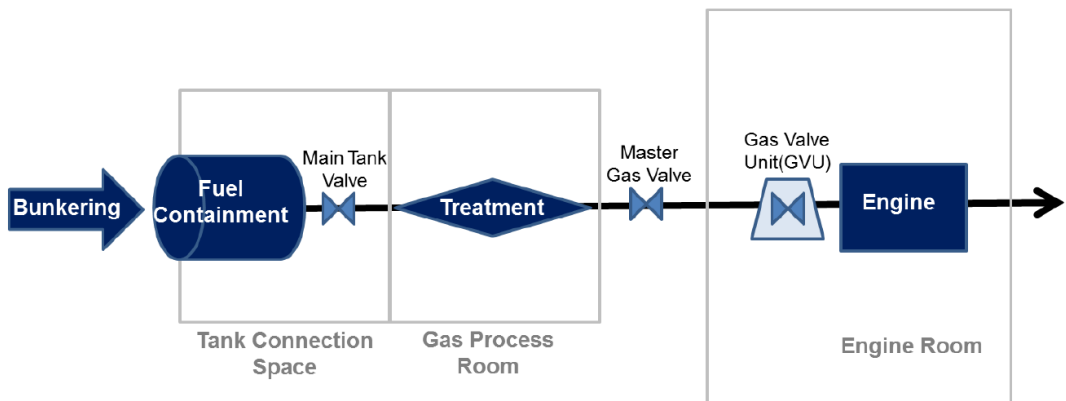 Bunkering
Fuel
Containment
Main Tank
Valve
Treatment
Master
Gas Valve
Gas Valve
Unit(GVU)
Engine
Tank Connection
Space
Gas Process
Room
Engine Room